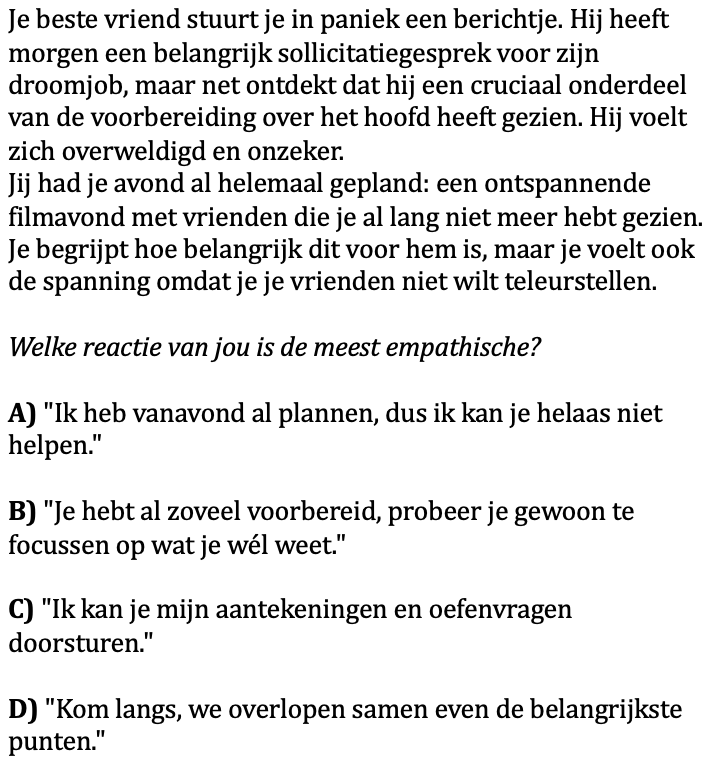 Je beste vriend stuurt je in paniek een berichtje. Hij heeft
morgen een belangrijk sollicitatiegesprek voor zijn
droomjob, maar net ontdekt dat hij een cruciaal onderdeel
van de voorbereiding over het hoofd heeft gezien. Hij voelt
zich overweldigd en onzeker.
Jij had je avond al helemaal gepland: een ontspannende
filmavond met vrienden die je al lang niet meer hebt gezien.
Je begrijpt hoe belangrijk dit voor hem is, maar je voelt ook
de spanning omdat je je vrienden niet wilt teleurstellen.
Welke reactie van jou is de meest empathische?
A) "Ik heb vanavond al plannen, dus ik kan je helaas niet
helpen."
B) "Je hebt al zoveel voorbereid, probeer je gewoon te
focussen op wat je wél weet."
C) "Ik kan je mijn aantekeningen en oefenvragen
doorsturen."
D) "Kom langs, we overlopen samen even de belangrijkste
punten."